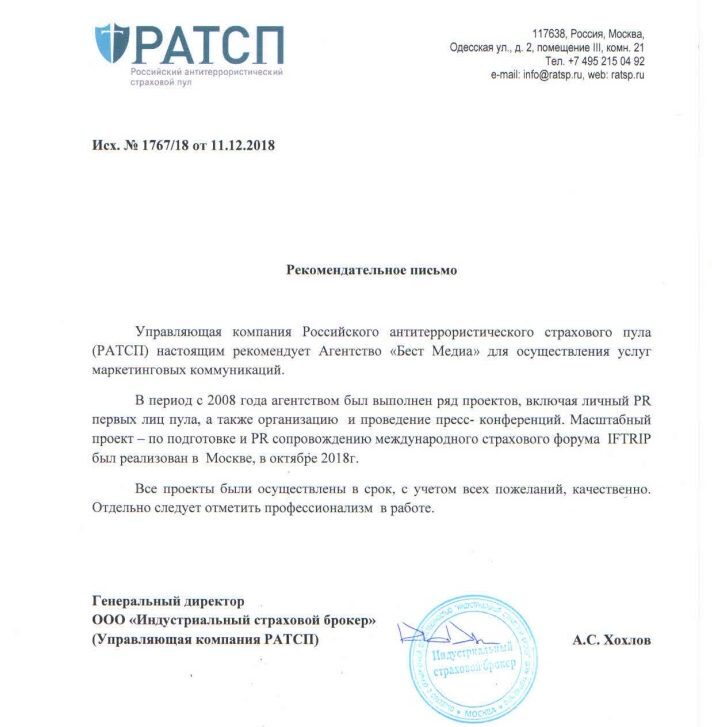 РАТСП
Российский антитеррористический
страховой пул
117638, Россия, Москва,
Одесская ул., д. 2, помещение III, комн. 21
Тел. +7 495 215 04 92
e-mail: info@ratsp.ru, web: ratsp.ru
Исх. № 1767/18 от 11.12.2018
Рекомендательное письмо
Управляющая компания Российского антитеррористического страхового пула
(РАТСП) настоящим рекомендует Агентство «Бест Медиа» для осуществления услуг
маркетинговых коммуникаций.
В период с 2008 года агентством был выполнен ряд проектов, включая личный PR
первых лиц пула, а также организацию и проведение пресс- конференций. Масштабный
проект – по подготовке и PR сопровождению международного страхового форума IFTRIP
был реализован в Москве, в октябре 2018г.
Все проекты были осуществлены в срок, с учетом всех пожеланий, качественно.
Отдельно следует отметить профессионализм в работе.
Генеральный директор
ООО «Индустриальный страховой брокер»
(Управляющая компания РАТСП)
А.С. Хохлов
Индустриальный
страховой брокер
МОСКВА